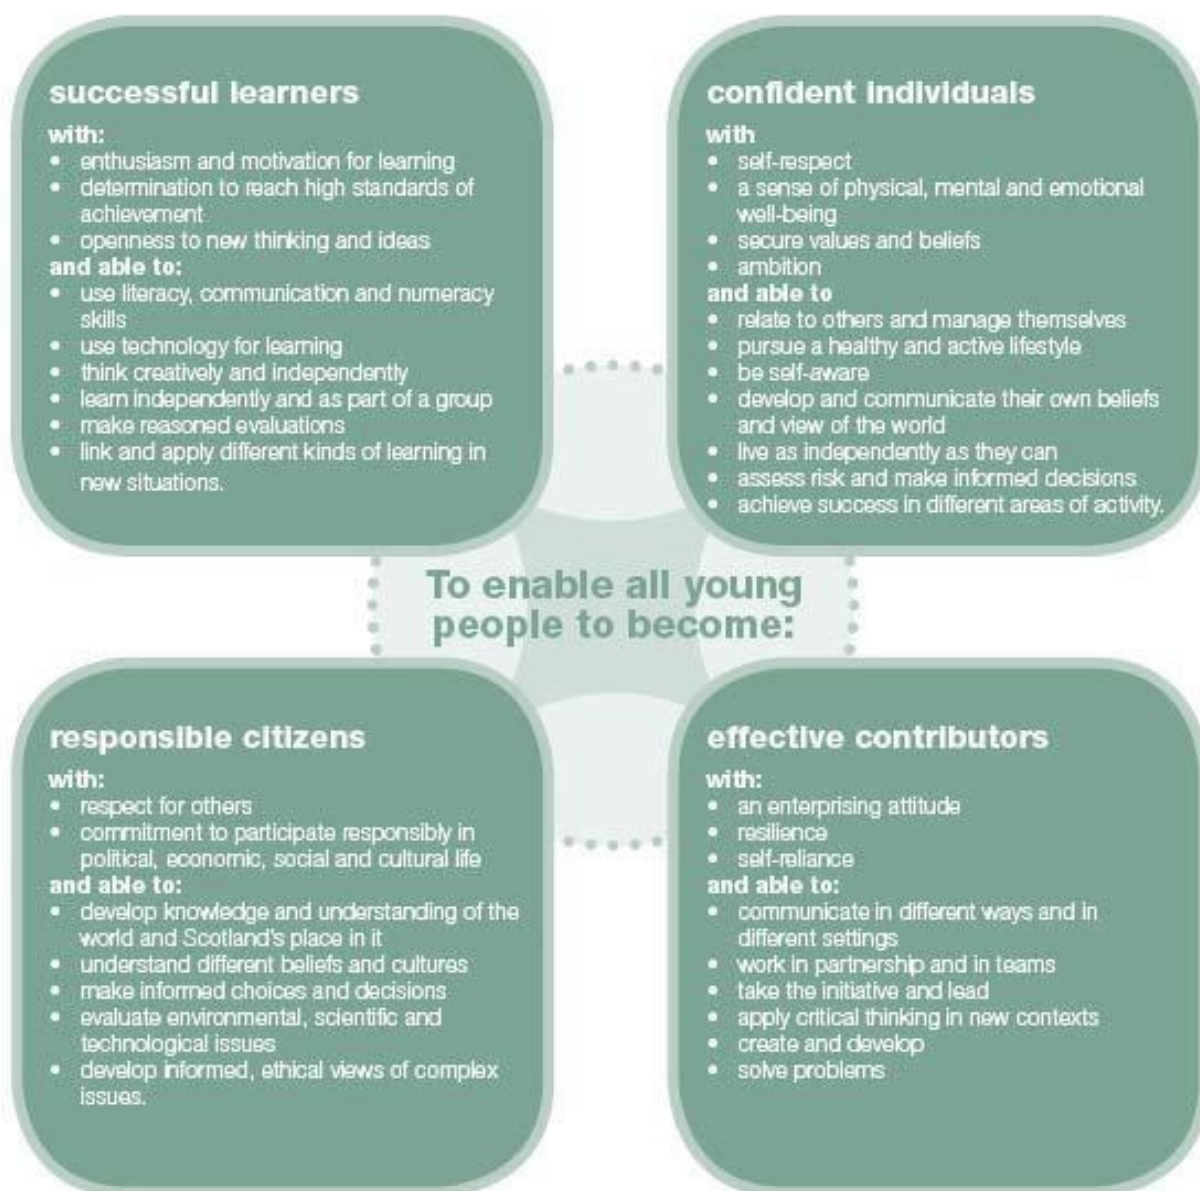 successful learners
with:
• enthusiasm and motivation for learning
• determination to reach high standards of
achievement
• openness to new thinking and ideas
and able to:
• use literacy, communication and numeracy
skills
• use technology for learning
• think creatively and independently
• learn independently and as part of a group
• make reasoned evaluations
• link and apply different kinds of learning in
new situations.
confident individuals
with
• self-respect
• a sense of physical, mental and emotional
well-being
• secure values and beliefs
• ambition
and able to
• relate to others and manage themselves
• pursue a healthy and active lifestyle
• be self-aware
• develop and communicate their own beliefs
and view of the world
• live as independently as they can
• assess risk and make informed decisions
• achieve success in different areas of activity.
To enable all young
people to become:
responsible citizens
with:
• respect for others
• commitment to participate responsibly in
political, economic, social and cultural life
and able to:
• develop knowledge and understanding of the
world and Scotland's place in it
• understand different beliefs and cultures
• make informed choices and decisions
• evaluate environmental, scientific and
technological issues
• develop informed, ethical views of complex
issues.
effective contributors
with:
• an enterprising attitude
• resilience
• self-reliance
and able to:
• communicate in different ways and in
different settings
• work in partnership and in teams
• take the initiative and lead
• apply critical thinking in new contexts
• create and develop
• solve problems